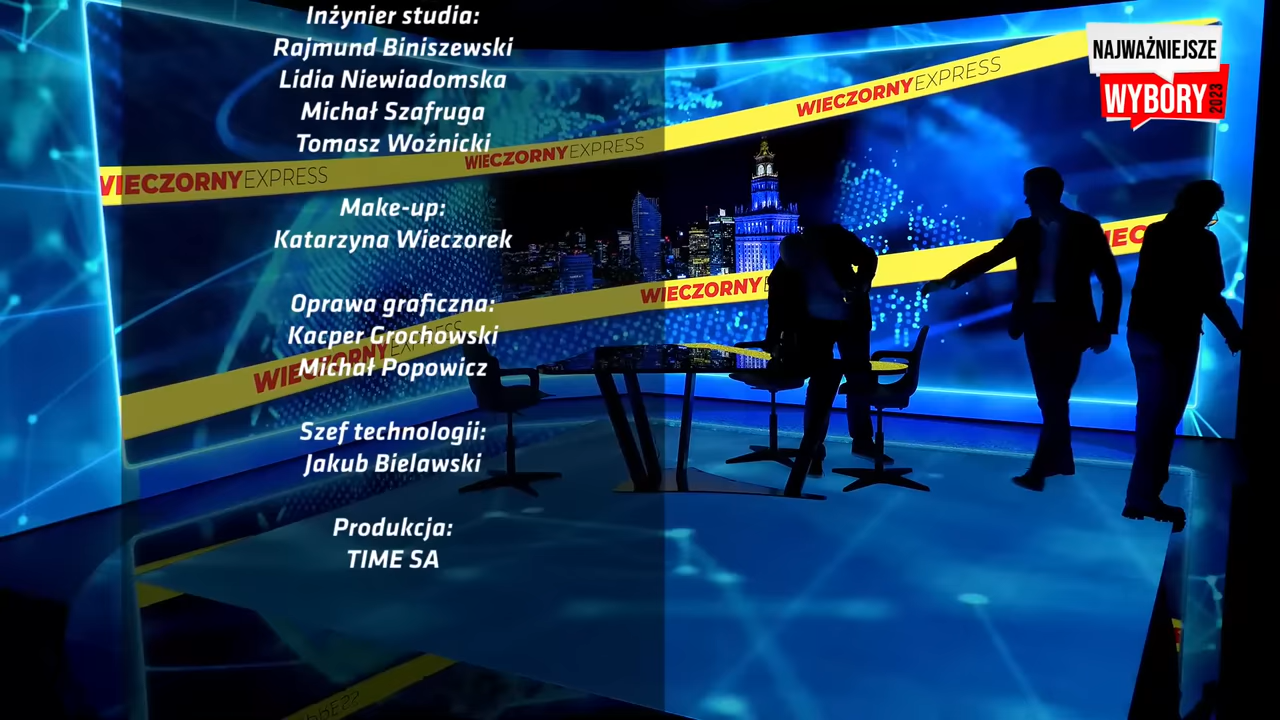 Inżynier studia:
Rajmund Biniszewski
Lidia Niewiadomska
Michał Szafruga
Tomasz Woźnicki
Make-up:
Katarzyna Wieczorek
Oprawa graficzna:
Kacper Grochowski
Michał Popowicz
Szef technologii:
Jakub Bielawski
Produkcja:
TIME SA
NAJWAŻNIEJSZE
WYBORY 2023
WIECZORNY EXPRESS
WIECZORNY EXPRESS
WIECZORNY EXPRESS
WIECZORNY EXPRESS
WIECZORNY